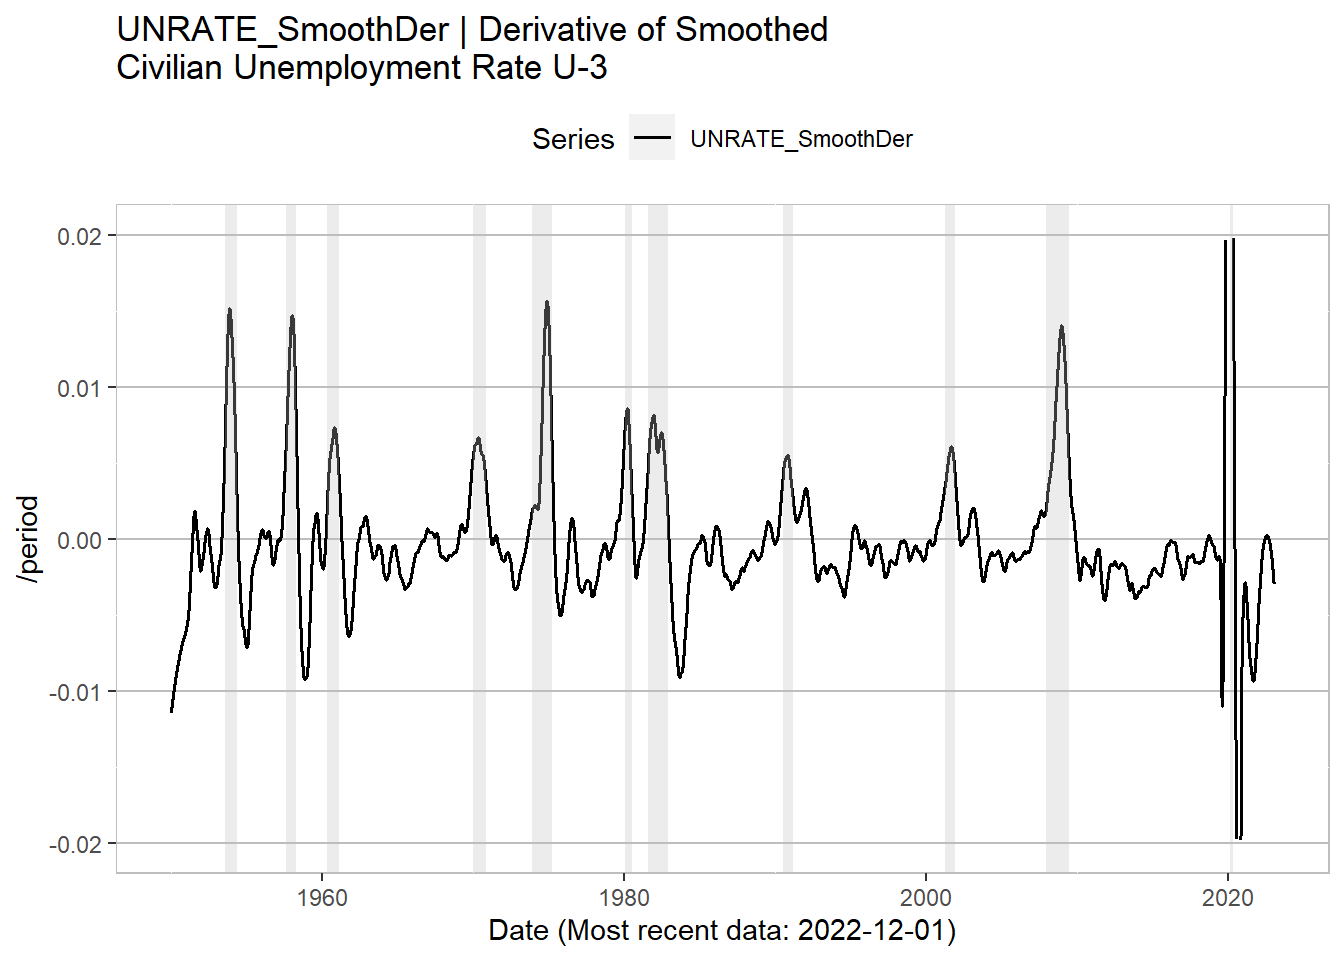 UNRATE_SmoothDer | Derivative of Smoothed
Civilian Unemployment Rate U-3
Series
UNRATE_SmoothDer
0.02
0.01
0.00
-0.01
-0.02
/period
1960
1980
2000
2020
Date (Most recent data: 2022-12-01)